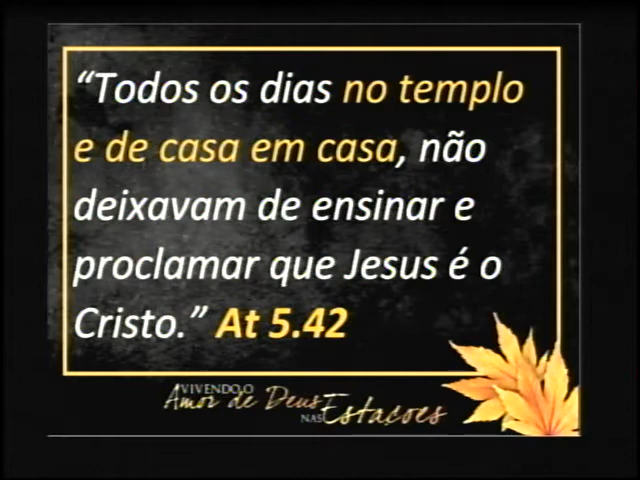 “Todos os dias no templo
e de casa em casa, não
deixavam de ensinar e
proclamar que Jesus é o
Cristo.” At 5.42
VIVENDO O
Amor de Deus
NAS Estações